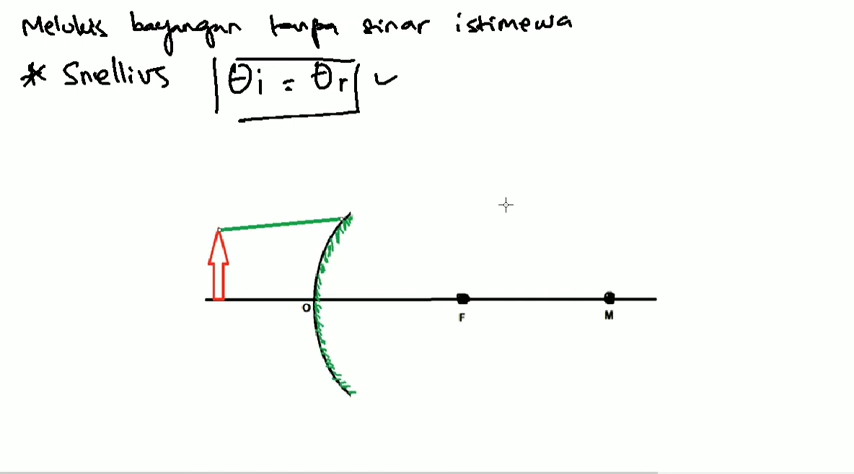 Melukis bayangan tanpa sinar istimewa
* Snellius |θi = θr| ✓
O
F
M